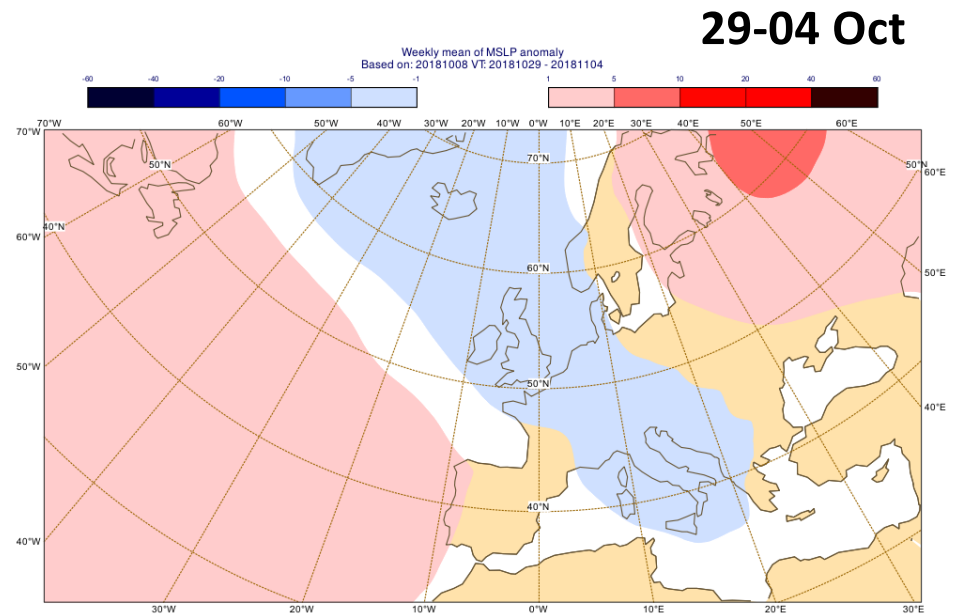 29-04 Oct
Weekly mean of MSLP anomaly
Based on: 20181008 VT: 20181029 - 20181104
-60 -40 -20 -10 -5 -1 1 5 10 20 40 60
70°W 60°W 50°W 40°W 30°W 20°W 10°W 0°W 10°E 20°E 30°E 40°E 50°E 60°E
70°N
50°N 50°N
60°E
40°N
60°W
60°N
50°E
50°W
50°N
40°E
40°N
40°W
30°W 20°W 10°W 0°W 10°E 20°E 30°E